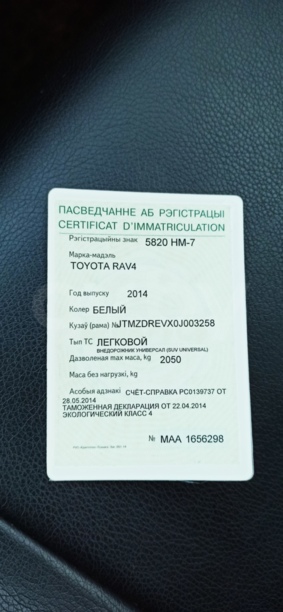 ПАСВЕДЧАННЕ АБ РЭГІСТРАЦЫІ
CERTIFICAT D'IMMATRICULATION
Рэгістрацыйны знак 5820 HM-7
Марка-мадэль
TOYOTA RAV4
Год выпуску 2014
Колер БЕЛЫЙ
Кузаў (рама) № JTMZDREVX0J003258
Тып ТС ЛЕГКОВОЙ
ВНЕДОРОЖНИК УНИВЕРСАЛ (SUV UNIVERSAL)
Дазволеная max маса, kg 2050
Маса без нагрузкі, kg
Асобыя адзнакі СЧЁТ-СПРАВКА РС0139737 ОТ
28.05.2014
ТАМОЖЕННАЯ ДЕКЛАРАЦИЯ ОТ 22.04.2014
ЭКОЛОГИЧЕСКИЙ КЛАСС 4
№ MAA 1656298